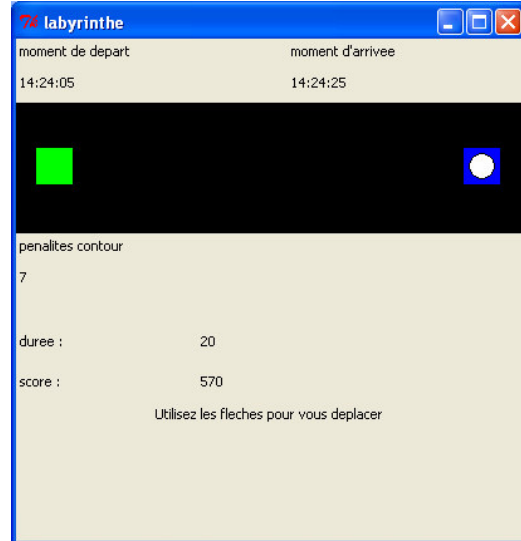 labyrinthe
moment de depart moment d'arrivee
14:24:05 14:24:25
penalites contour
7
duree : 20
score : 570
Utilisez les fleches pour vous deplacer